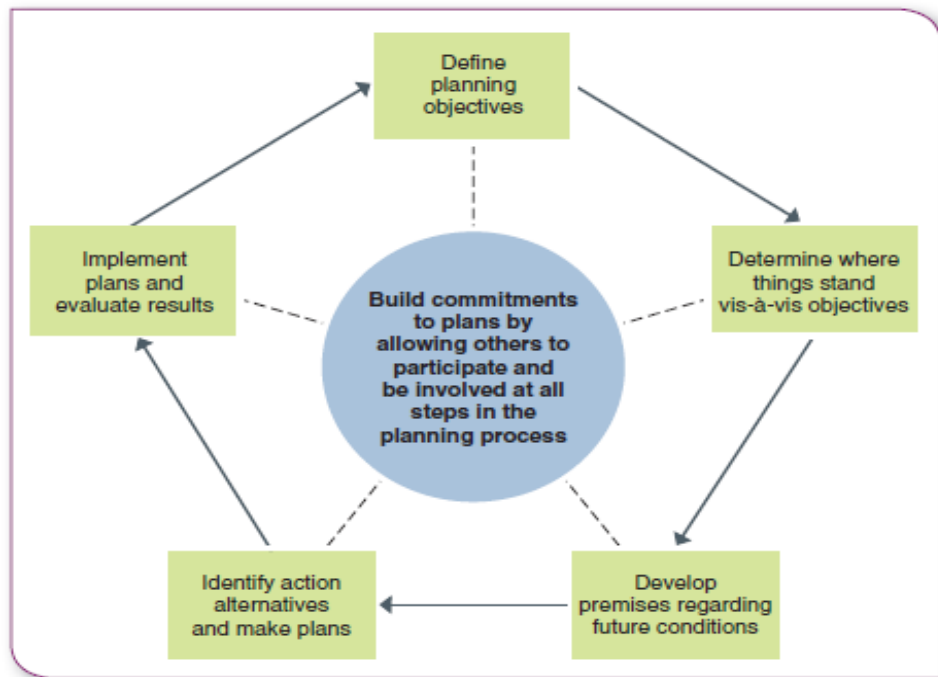 Define
planning
objectives
Determine where
things stand
vis-à-vis objectives
Develop
premises regarding
future conditions
Identify action
alternatives
and make plans
Implement
plans and
evaluate results
Build commitments
to plans by
allowing others to
participate and
be involved at all
steps in the
planning process